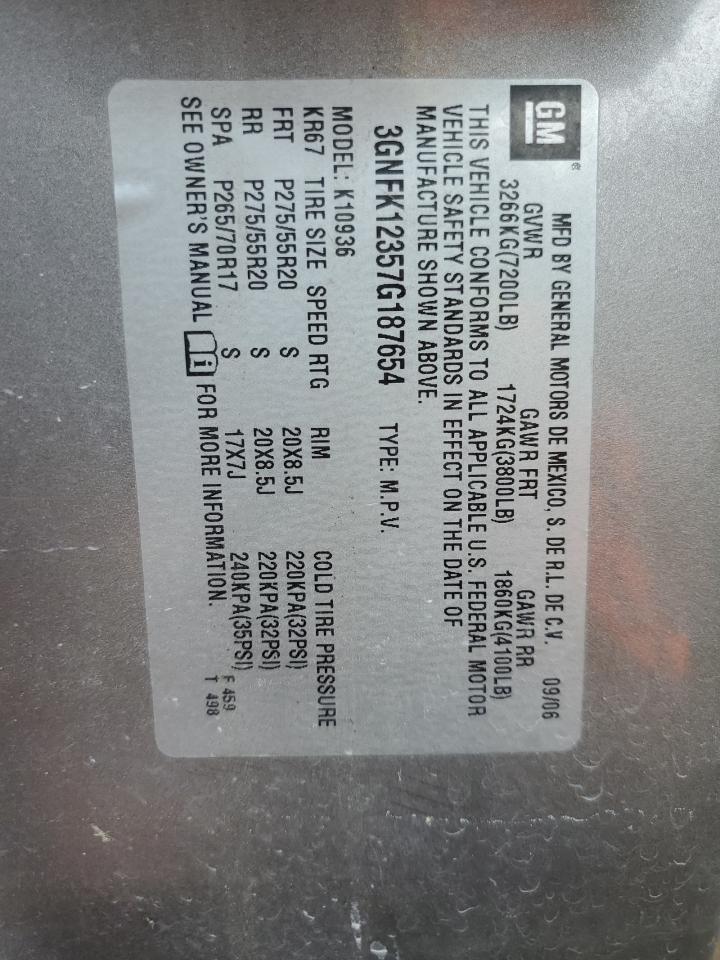 GM®
MFD BY GENERAL MOTORS DE MEXICO, S. DE R.L. DE C.V. 09/06
GVWR GAWR FRT GAWR RR
3266KG(7200LB) 1724KG(3800LB) 1860KG(4100LB)
THIS VEHICLE CONFORMS TO ALL APPLICABLE U.S. FEDERAL MOTOR
VEHICLE SAFETY STANDARDS IN EFFECT ON THE DATE OF
MANUFACTURE SHOWN ABOVE.
3GNFK12357G187654 TYPE: M.P.V.
MODEL: K10936
KR67 TIRE SIZE SPEED RTG RIM COLD TIRE PRESSURE
FRT P275/55R20 S 20X8.5J 220KPA(32PSI)
RR P275/55R20 S 20X8.5J 220KPA(32PSI)
SPA P265/70R17 S 17X7J 240KPA(35PSI)
SEE OWNER'S MANUAL i FOR MORE INFORMATION.
F 459
T 498